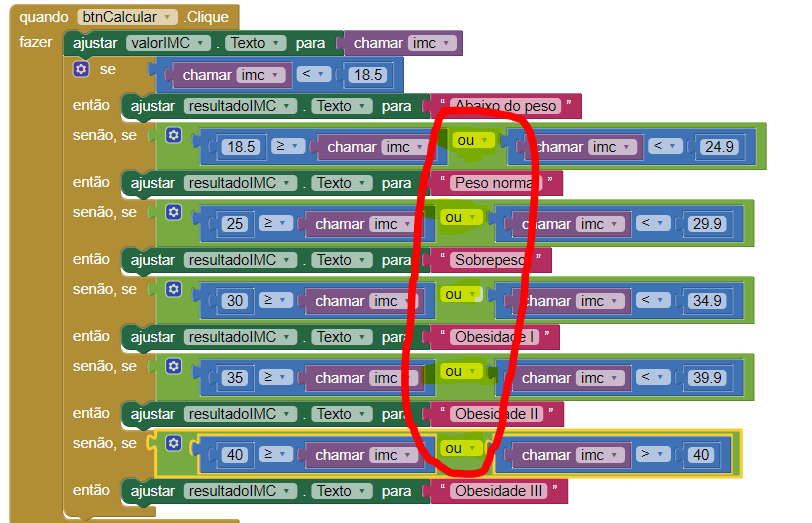 quando btnCalcular .Clique
fazer ajustar valorIMC . Texto para chamar imc
se chamar imc < 18.5
então ajustar resultadoIMC . Texto para “ Abaixo do peso ”
senão, se 18.5 ≥ chamar imc ou chamar imc < 24.9
então ajustar resultadoIMC . Texto para “ Peso normal ”
senão, se 25 ≥ chamar imc ou chamar imc < 29.9
então ajustar resultadoIMC . Texto para “ Sobrepeso ”
senão, se 30 ≥ chamar imc ou chamar imc < 34.9
então ajustar resultadoIMC . Texto para “ Obesidade I ”
senão, se 35 ≥ chamar imc ou chamar imc < 39.9
então ajustar resultadoIMC . Texto para “ Obesidade II ”
senão, se 40 ≥ chamar imc ou chamar imc > 40
então ajustar resultadoIMC . Texto para “ Obesidade III ”